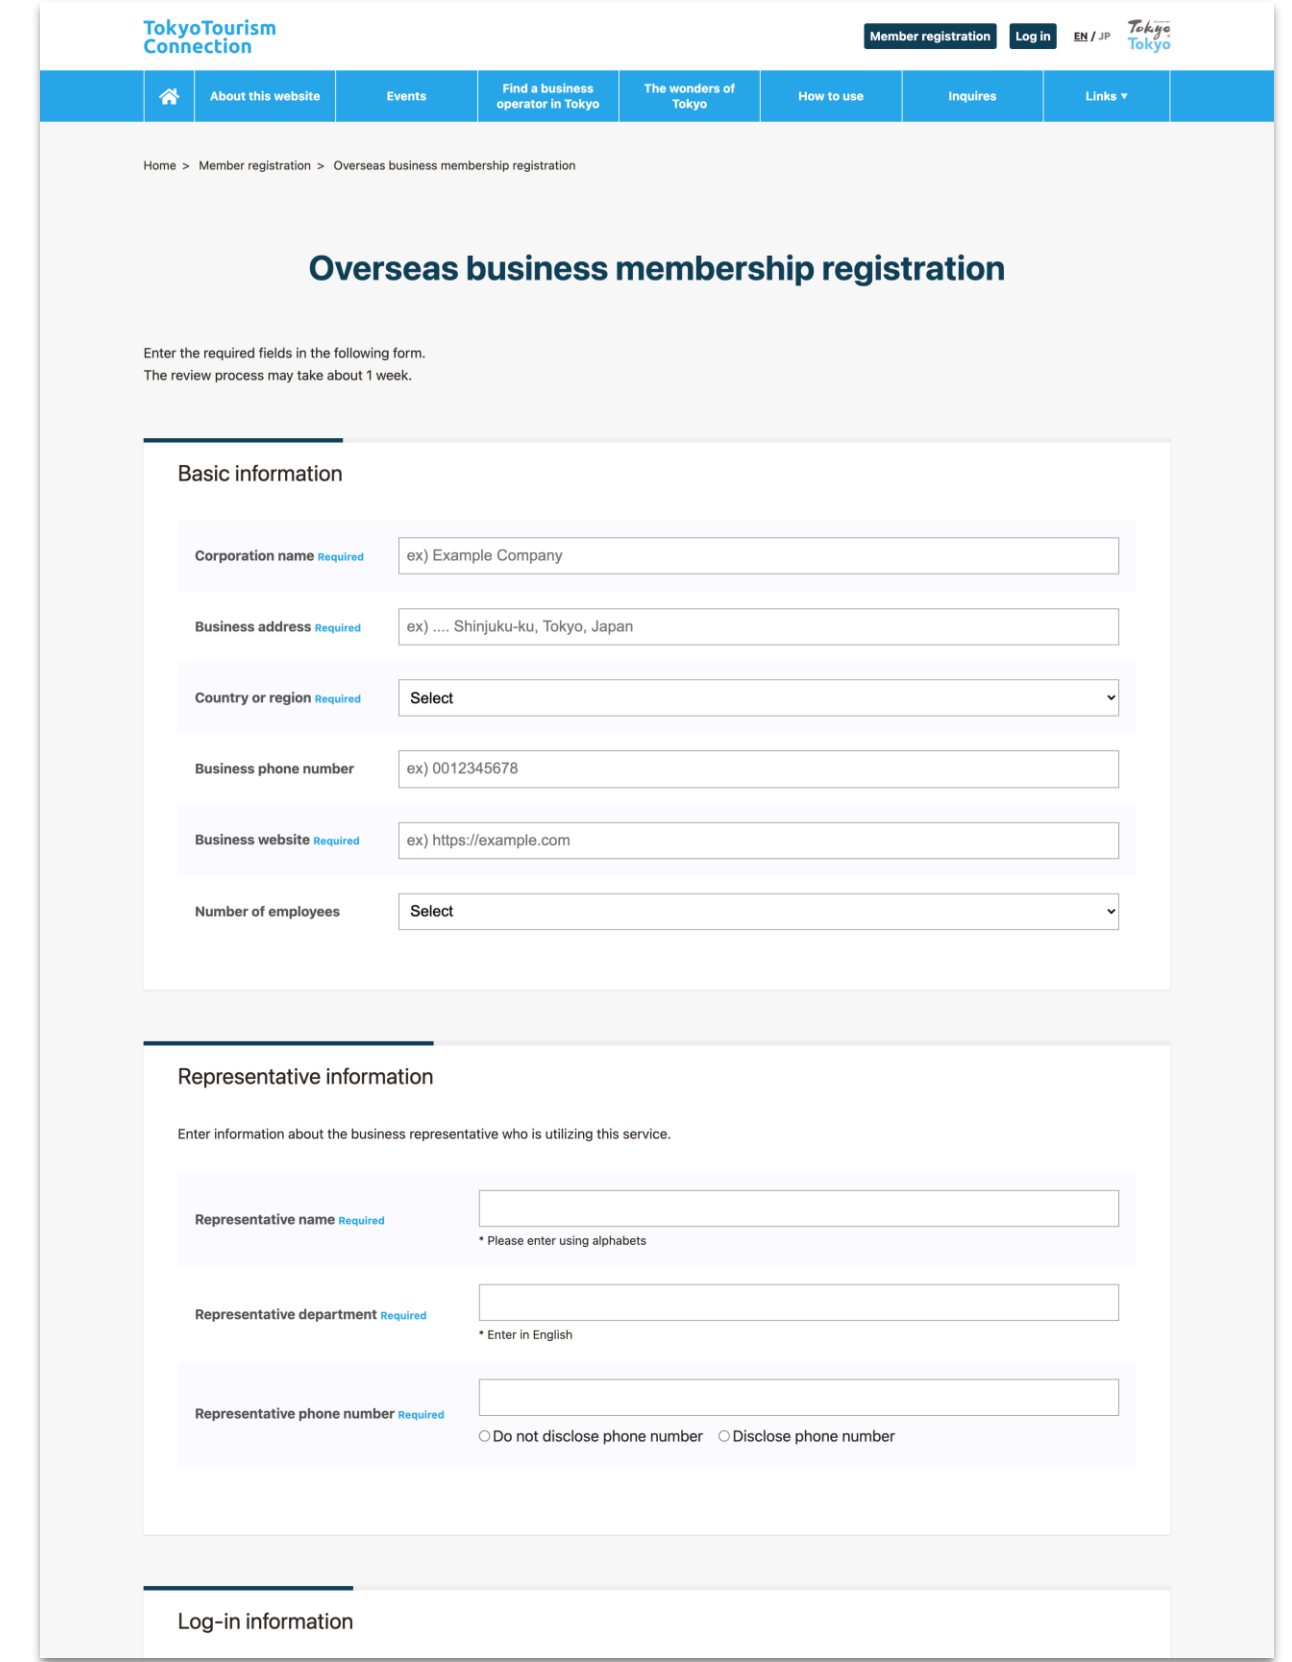 TokyoTourism
Connection
Member registration
Log in
EN / JP
Tokyo
Tokyo
About this website
Events
Find a business
operator in Tokyo
The wonders of
Tokyo
How to use
Inquires
Links ▼
Home > Member registration > Overseas business membership registration
Overseas business membership registration
Enter the required fields in the following form.
The review process may take about 1 week.
Basic information
Corporation name Required
ex) Example Company
Business address Required
ex) .... Shinjuku-ku, Tokyo, Japan
Country or region Required
Select
Business phone number
ex) 0012345678
Business website Required
ex) https://example.com
Number of employees
Select
Representative information
Enter information about the business representative who is utilizing this service.
Representative name Required
* Please enter using alphabets
Representative department Required
* Enter in English
Representative phone number Required
Do not disclose phone number
Disclose phone number
Log-in information